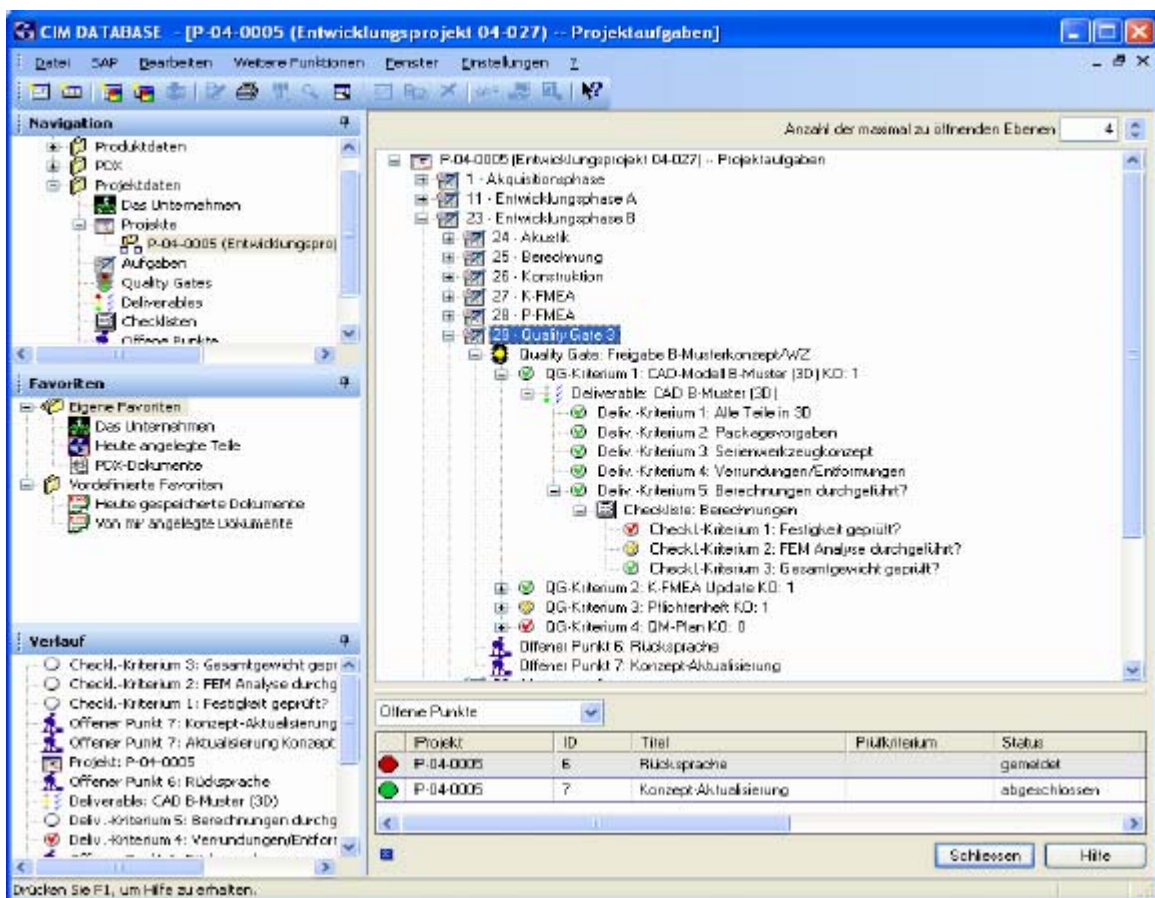 CIM DATABASE - [P-04-0005 (Entwicklungsprojekt 04-027) -- Projektaufgaben]
Datei SAP Bearbeiten Weitere Funktionen Fenster Einstellungen ?
Navigation
Produktdaten
PDX
Projektdaten
Das Unternehmen
Projekte
P-04-0005 (Entwicklungsproj
Aufgaben
Quality Gates
Deliverables
Checklisten
Offene Punkte
Favoriten
Eigene Favoriten
Das Unternehmen
Heute angelegte Teile
PDX-Dokumente
Vordefinierte Favoriten
Heute gespeicherte Dokumente
Von mir angelegte Dokumente
Verlauf
Checkl.-Kriterium 3: Gesamtgewicht gepr
Checkl.-Kriterium 2: FEM Analyse durchg
Checkl.-Kriterium 1: Festigkeit geprüft?
Offener Punkt 7: Konzept-Aktualisierung
Offener Punkt 7: Aktualisierung Konzept
Projekt: P-04-0005
Offener Punkt 6: Rücksprache
Deliverable: CAD B-Muster (3D)
Deliv.-Kriterium 5: Berechnungen durchg
Deliv.-Kriterium 4: Verrundungen/Entforr
Anzahl der maximal zu öffnenden Ebenen 4
P-04-0005 (Entwicklungsprojekt 04-027) -- Projektaufgaben
1 - Akquisitionsphase
11 - Entwicklungsphase A
23 - Entwicklungsphase B
24 - Akustik
25 - Berechnung
26 - Konstruktion
27 - K-FMEA
28 - P-FMEA
29 - Quality Gate 3
Quality Gate: Freigabe B-Musterkonzept/WZ
QG-Kriterium 1: CAD-Modell B-Muster (3D) KO: 1
Deliverable: CAD B-Muster (3D)
Deliv.-Kriterium 1: Alle Teile in 3D
Deliv.-Kriterium 2: Packagevorgaben
Deliv.-Kriterium 3: Serienwerkzeugkonzept
Deliv.-Kriterium 4: Verrundungen/Entformungen
Deliv.-Kriterium 5: Berechnungen durchgeführt?
Checkliste: Berechnungen
Checkl.-Kriterium 1: Festigkeit geprüft?
Checkl.-Kriterium 2: FEM Analyse durchgeführt?
Checkl.-Kriterium 3: Gesamtgewicht geprüft?
QG-Kriterium 2: K-FMEA Update KO: 1
QG-Kriterium 3: Pflichtenheft KO: 1
QG-Kriterium 4: QM-Plan KO: 0
Offener Punkt 6: Rücksprache
Offener Punkt 7: Konzept-Aktualisierung
Offene Punkte
Projekt ID Titel Prüfkriterium Status
P-04-0005 6 Rücksprache gemeldet
P-04-0005 7 Konzept-Aktualisierung abgeschlossen
Schliessen Hilfe
Drücken Sie F1, um Hilfe zu erhalten.